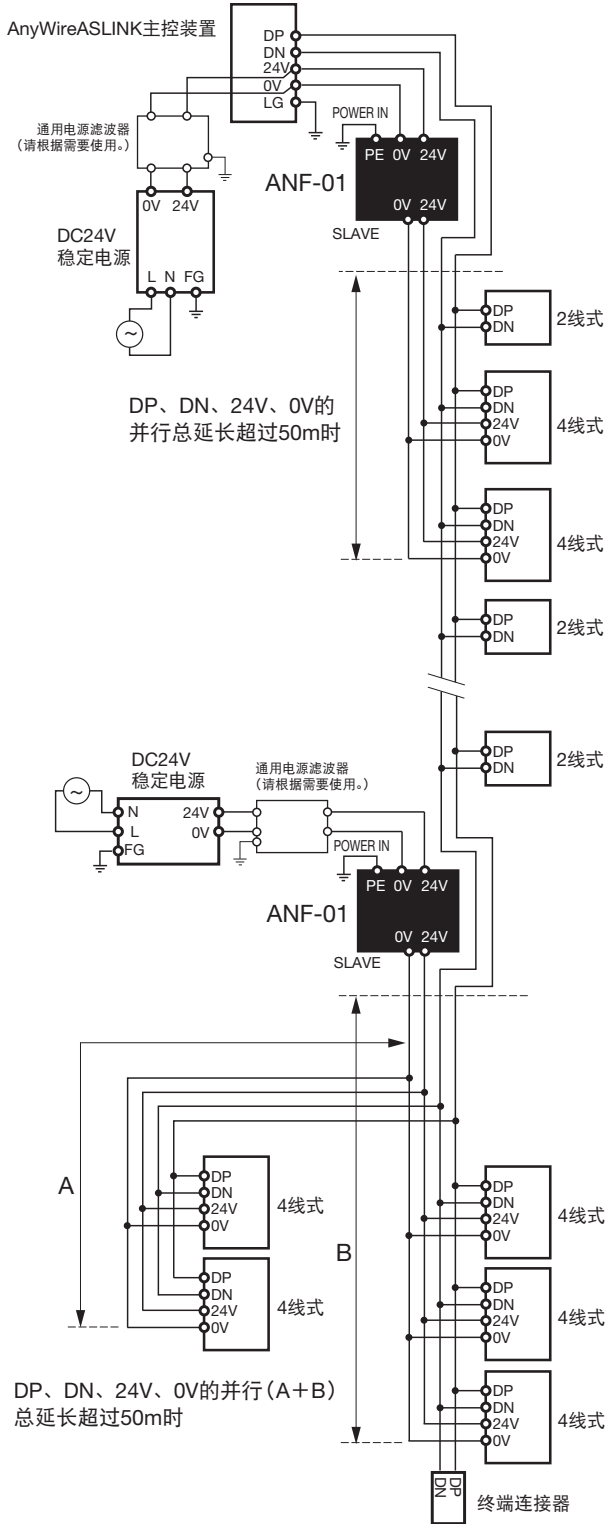 AnyWireASLINK主控装置
DP
DN
24V
0V
LG
通用电源滤波器
（请根据需要使用。）
0V 24V
DC24V
稳定电源
L N FG
~
POWER IN
PE 0V 24V
ANF-01
0V 24V
SLAVE
DP、DN、24V、0V的
并行总延长超过50m时
DP
DN
2线式
DP
DN
24V
0V
4线式
DP
DN
24V
0V
4线式
DP
DN
2线式
DP
DN
2线式
DC24V
稳定电源
~
N
L
FG
24V
0V
通用电源滤波器
（请根据需要使用。）
POWER IN
PE 0V 24V
ANF-01
0V 24V
SLAVE
A
DP
DN
24V
0V
4线式
DP
DN
24V
0V
4线式
B
DP
DN
24V
0V
4线式
DP
DN
24V
0V
4线式
DP
DN
24V
0V
4线式
DP、DN、24V、0V的并行（A＋B）
总延长超过50m时
DP
DN
终端连接器